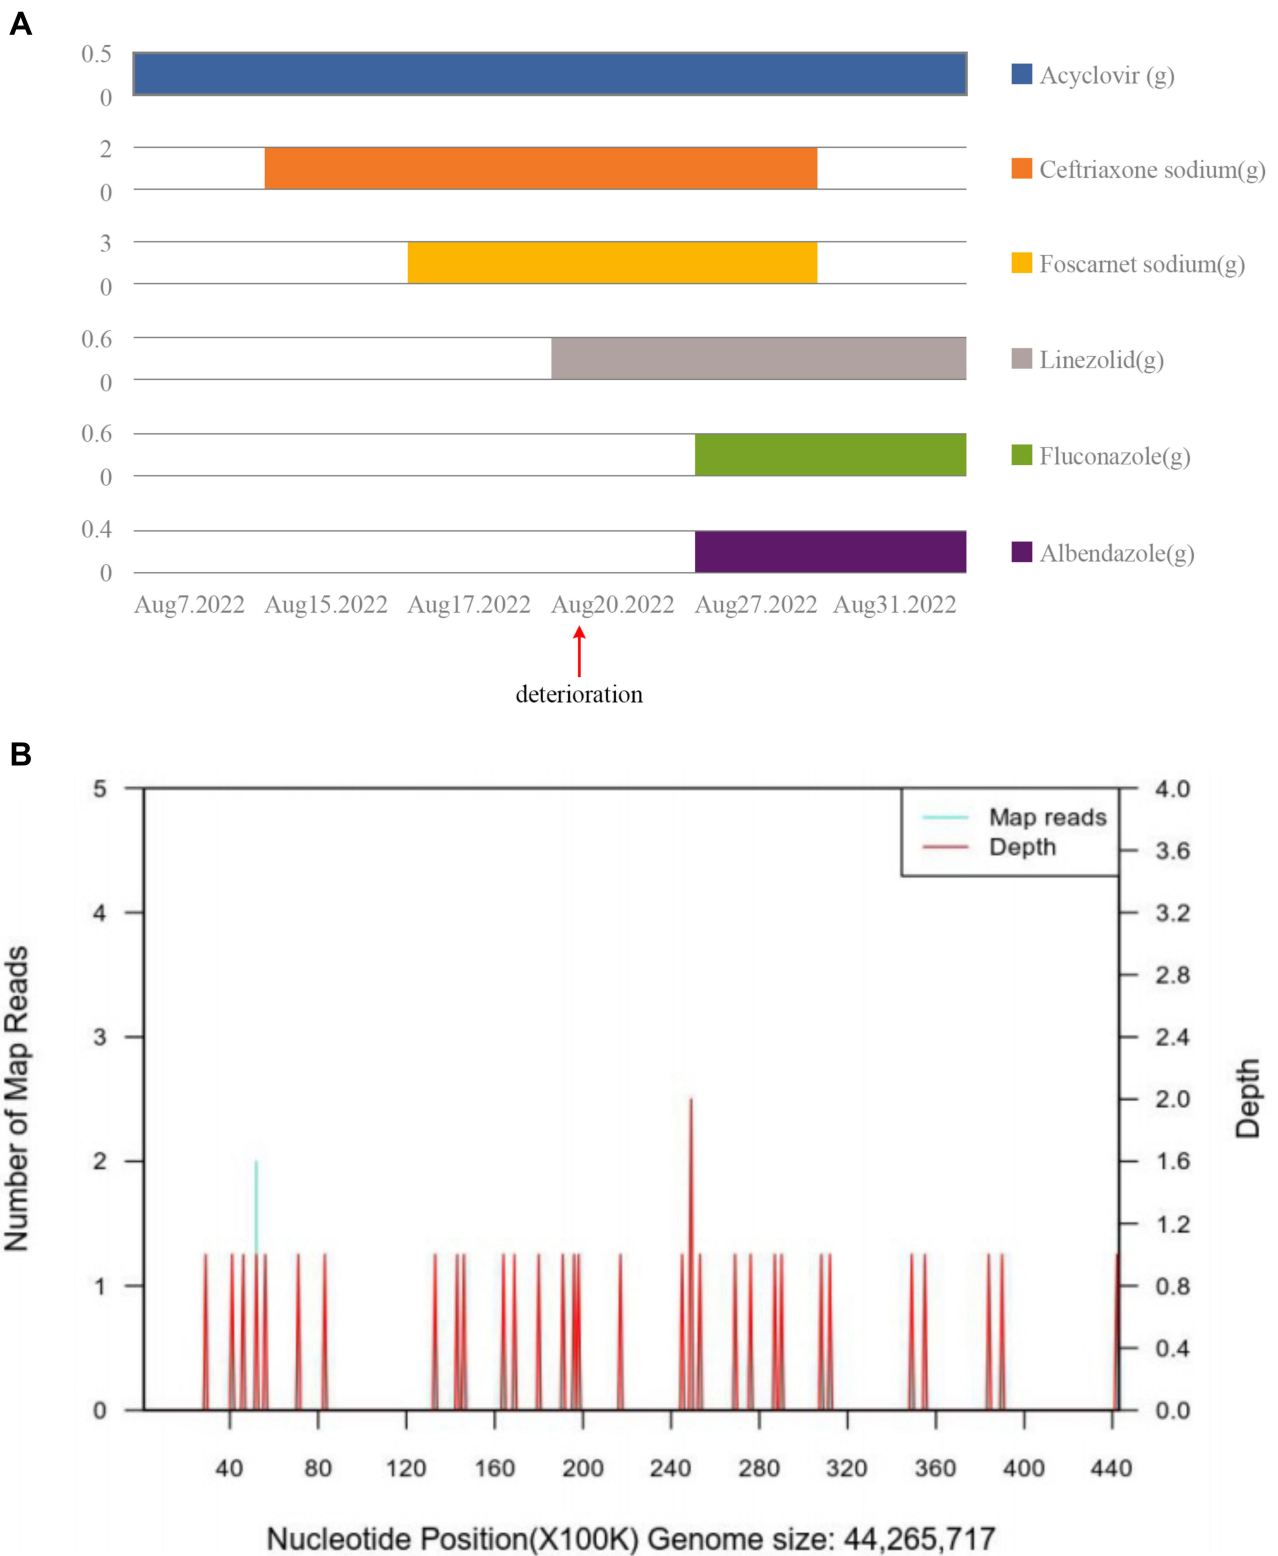 A
0.5
0
Acyclovir (g)
2
0
Ceftriaxone sodium(g)
3
0
Foscarnet sodium(g)
0.6
0
Linezolid(g)
0.6
0
Fluconazole(g)
0.4
0
Albendazole(g)
Aug7.2022 Aug15.2022 Aug17.2022 Aug20.2022 Aug27.2022 Aug31.2022
deterioration
B
Number of Map Reads
5
4
3
2
1
0
Map reads
Depth
4.0
3.6
3.2
2.8
2.4
2.0
1.6
1.2
0.8
0.4
0.0
Depth
40 80 120 160 200 240 280 320 360 400 440
Nucleotide Position(X100K) Genome size: 44,265,717